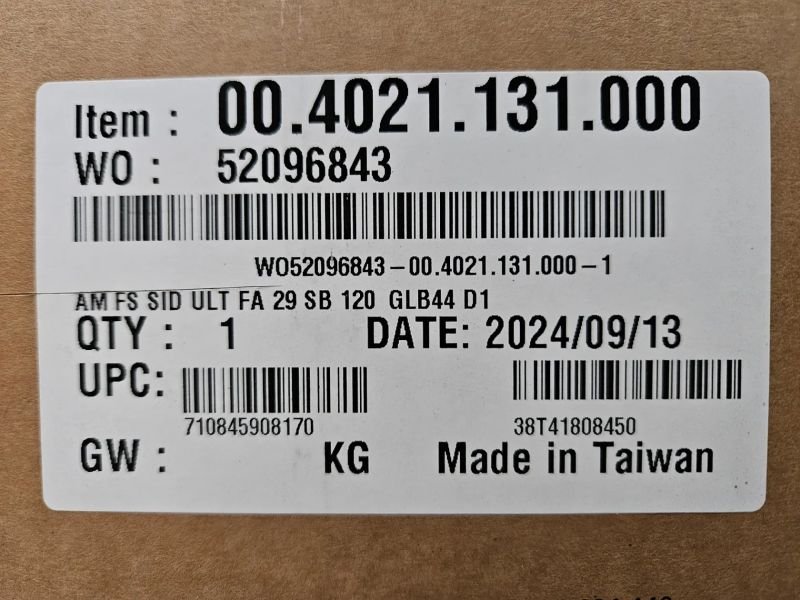 Item : 00.4021.131.000
WO : 52096843
WO52096843-00.4021.131.000-1
AM FS SID ULT FA 29 SB 120 GLB44 D1
QTY : 1 DATE: 2024/09/13
UPC:
710845908170 38T41808450
GW : KG Made in Taiwan